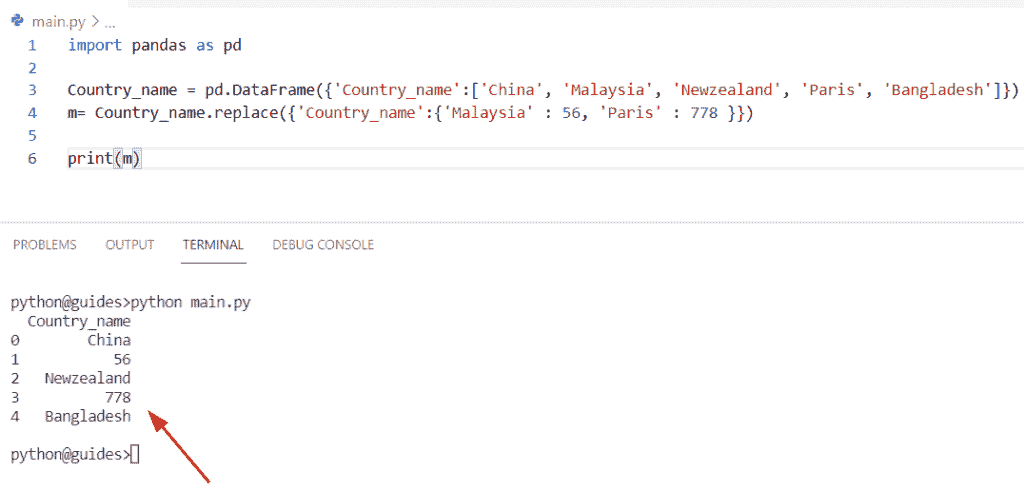 main.py > ...
1 import pandas as pd
2
3 Country_name = pd.DataFrame({'Country_name':['China', 'Malaysia', 'Newzealand', 'Paris', 'Bangladesh']})
4 m= Country_name.replace({'Country_name':{'Malaysia' : 56, 'Paris' : 778 }})
5
6 print(m)
PROBLEMS OUTPUT TERMINAL DEBUG CONSOLE
python@guides>python main.py
Country_name
0 China
1 56
2 Newzealand
3 778
4 Bangladesh
python@guides>